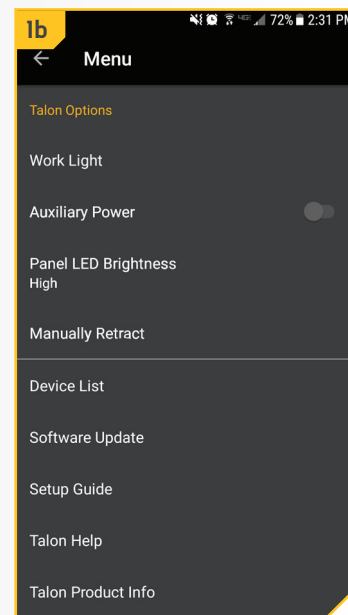 1b
72% 2:31 PM
Menu
Talon Options
Work Light
Auxiliary Power
Panel LED Brightness
High
Manually Retract
Device List
Software Update
Setup Guide
Talon Help
Talon Product Info